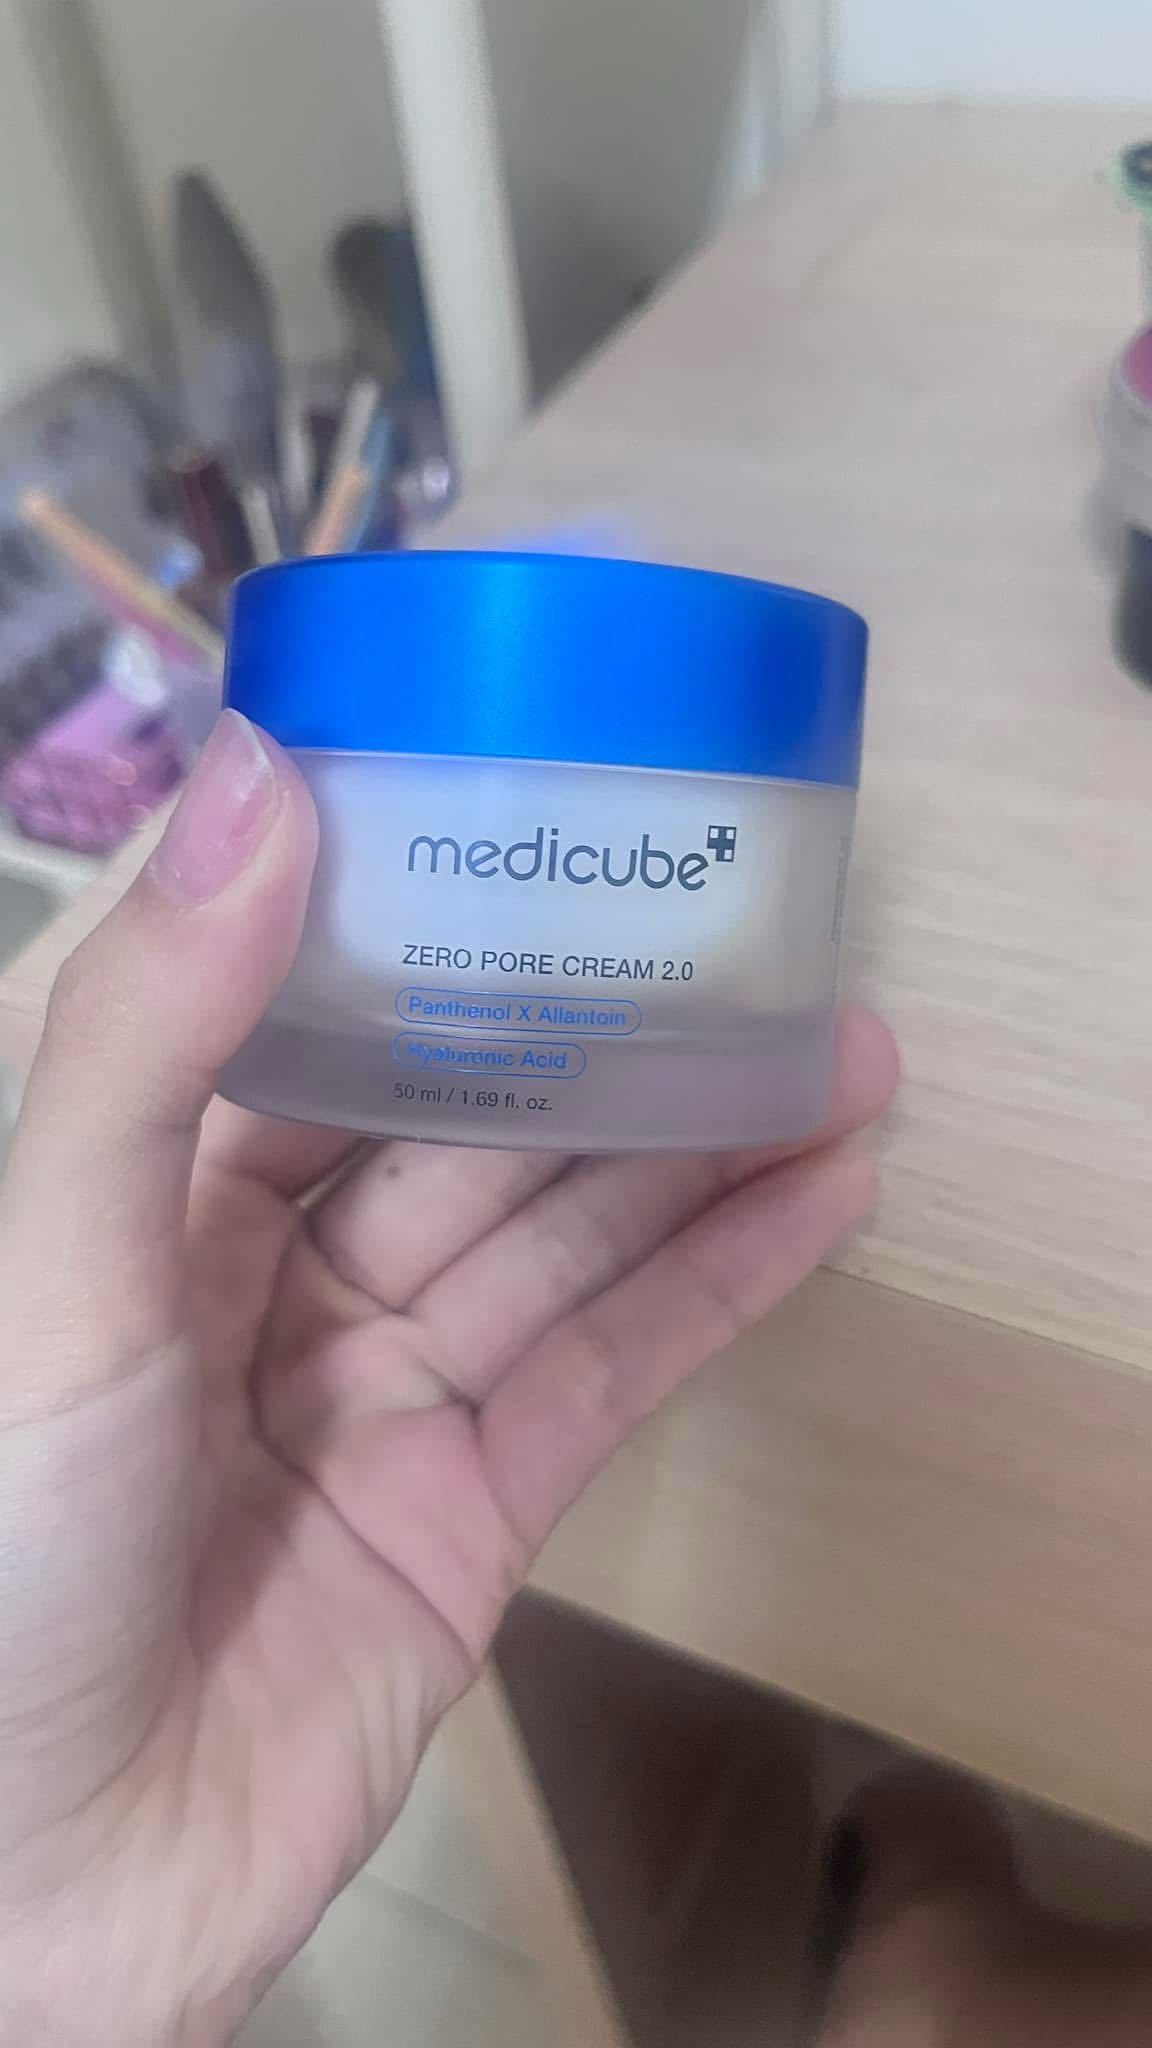 medicube
ZERO PORE CREAM 2.0
Panthenol X Allantoin
Hyaluronic Acid
50 ml / 1.69 fl. oz.